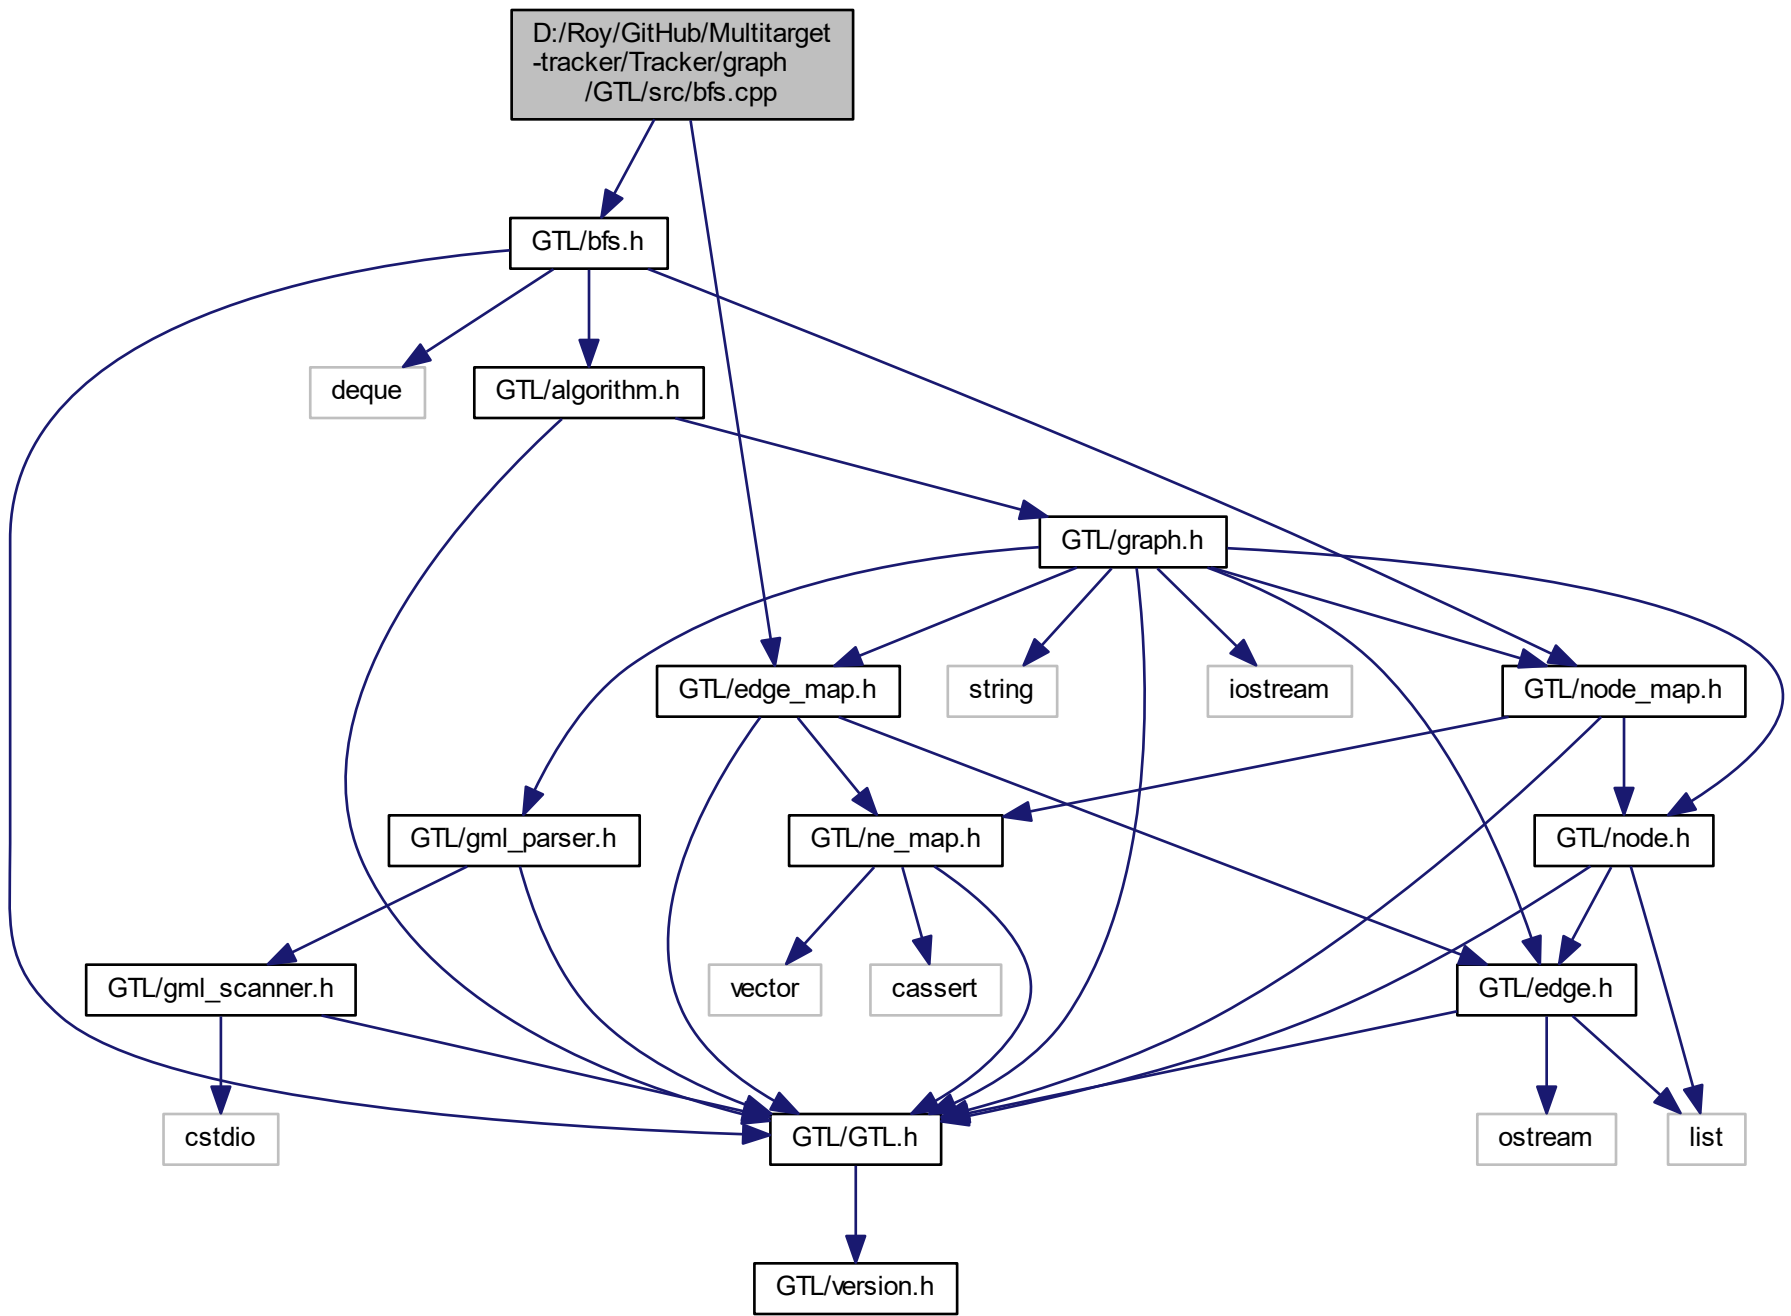 D:/Roy/GitHub/Multitarget
-tracker/Tracker/graph
/GTL/src/bfs.cpp
GTL/bfs.h
deque
GTL/algorithm.h
GTL/graph.h
GTL/edge_map.h
string
iostream
GTL/node_map.h
GTL/gml_parser.h
GTL/ne_map.h
GTL/node.h
GTL/gml_scanner.h
vector
cassert
GTL/edge.h
cstdio
GTL/GTL.h
ostream
list
GTL/version.h